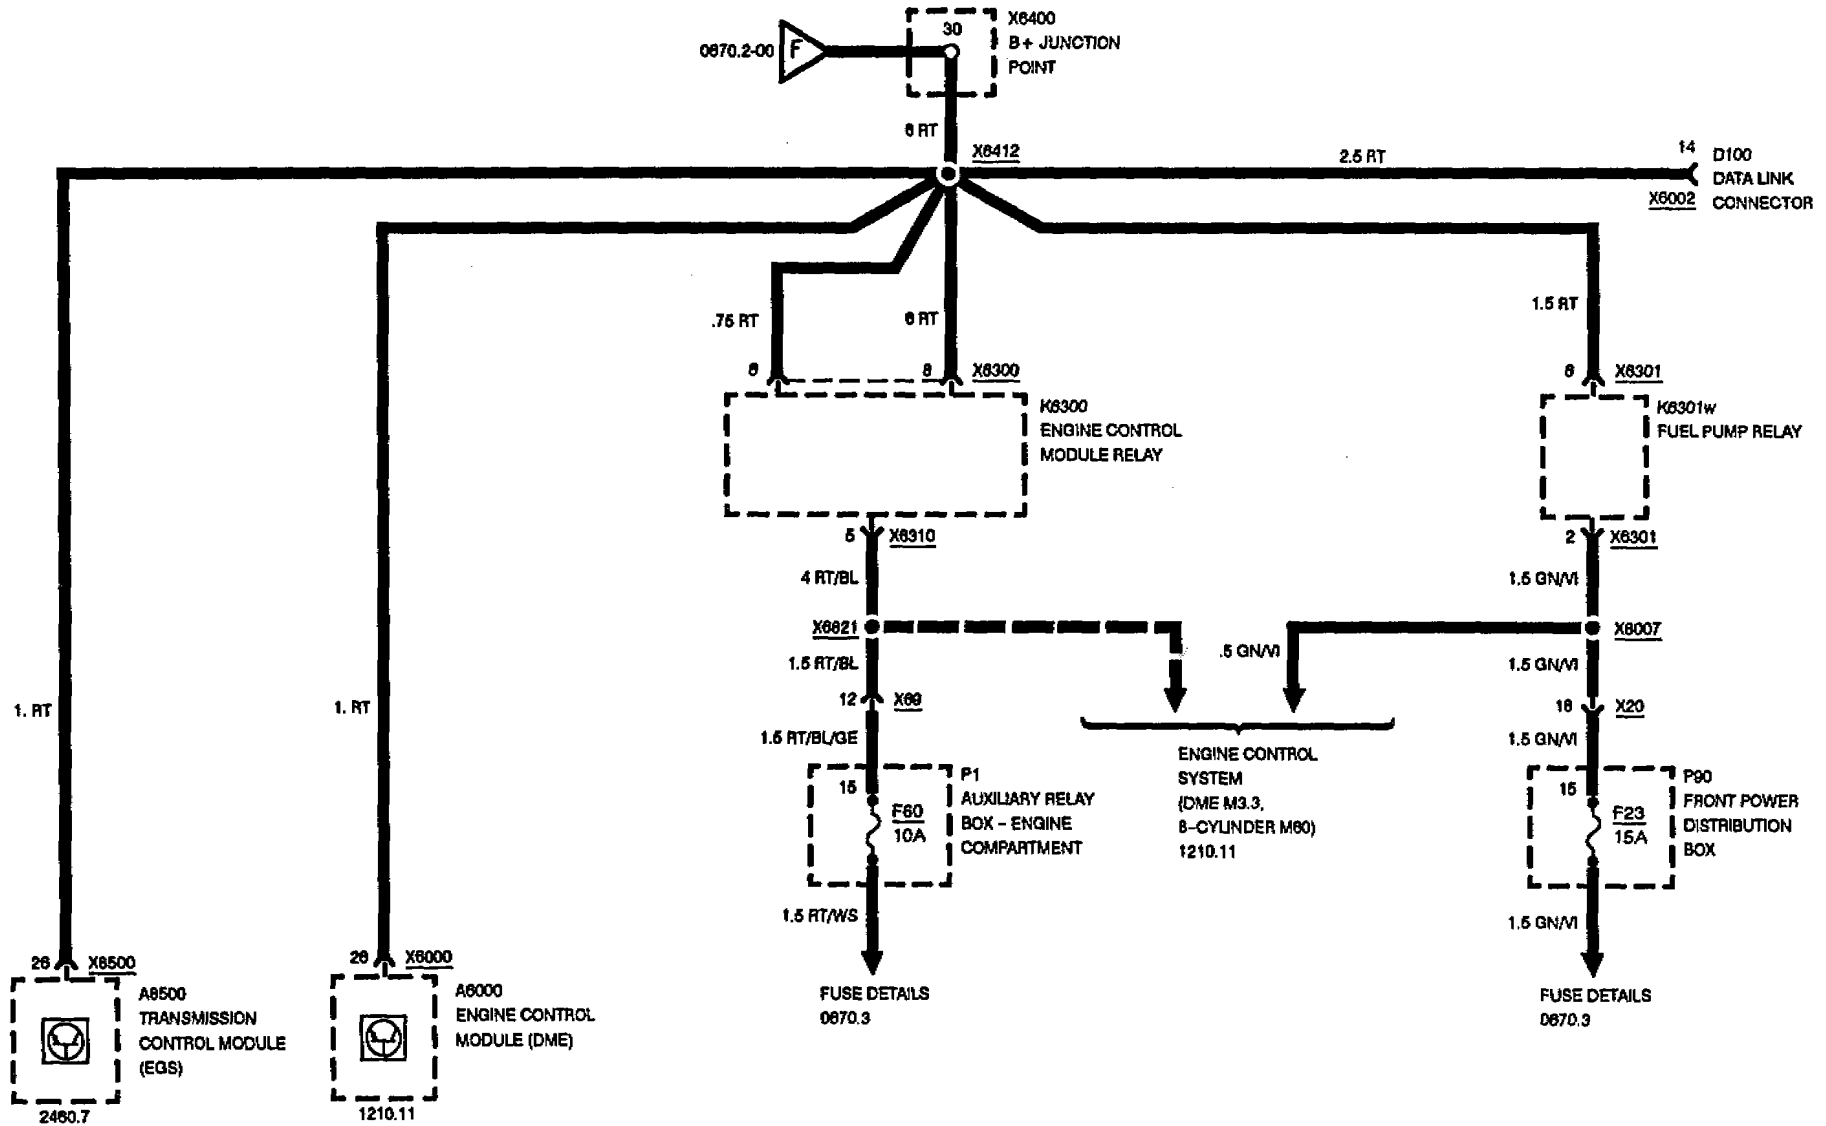 0670.2-00
F
30
X6400
B+ JUNCTION
POINT
6 RT
X6412
2.5 RT
14
D100
DATA LINK
CONNECTOR
X6002
.75 RT
6 RT
1.5 RT
6
8
X6300
6
X6301
K6300
ENGINE CONTROL
MODULE RELAY
K6301w
FUEL PUMP RELAY
5
X6310
2
X6301
4 RT/BL
1.5 GN/VI
X6821
.5 GN/VI
X6007
1.5 RT/BL
1.5 GN/VI
12
X69
18
X20
1. RT
1. RT
1.5 RT/BL/GE
1.5 GN/VI
ENGINE CONTROL
SYSTEM
(DME M3.3,
8-CYLINDER M60)
1210.11
15
F60
10A
P1
AUXILIARY RELAY
BOX - ENGINE
COMPARTMENT
15
F23
15A
P90
FRONT POWER
DISTRIBUTION
BOX
1.5 RT/WS
1.5 GN/VI
26
X8500
26
X6000
A8500
TRANSMISSION
CONTROL MODULE
(EGS)
A6000
ENGINE CONTROL
MODULE (DME)
FUSE DETAILS
0670.3
FUSE DETAILS
0670.3
2460.7
1210.11